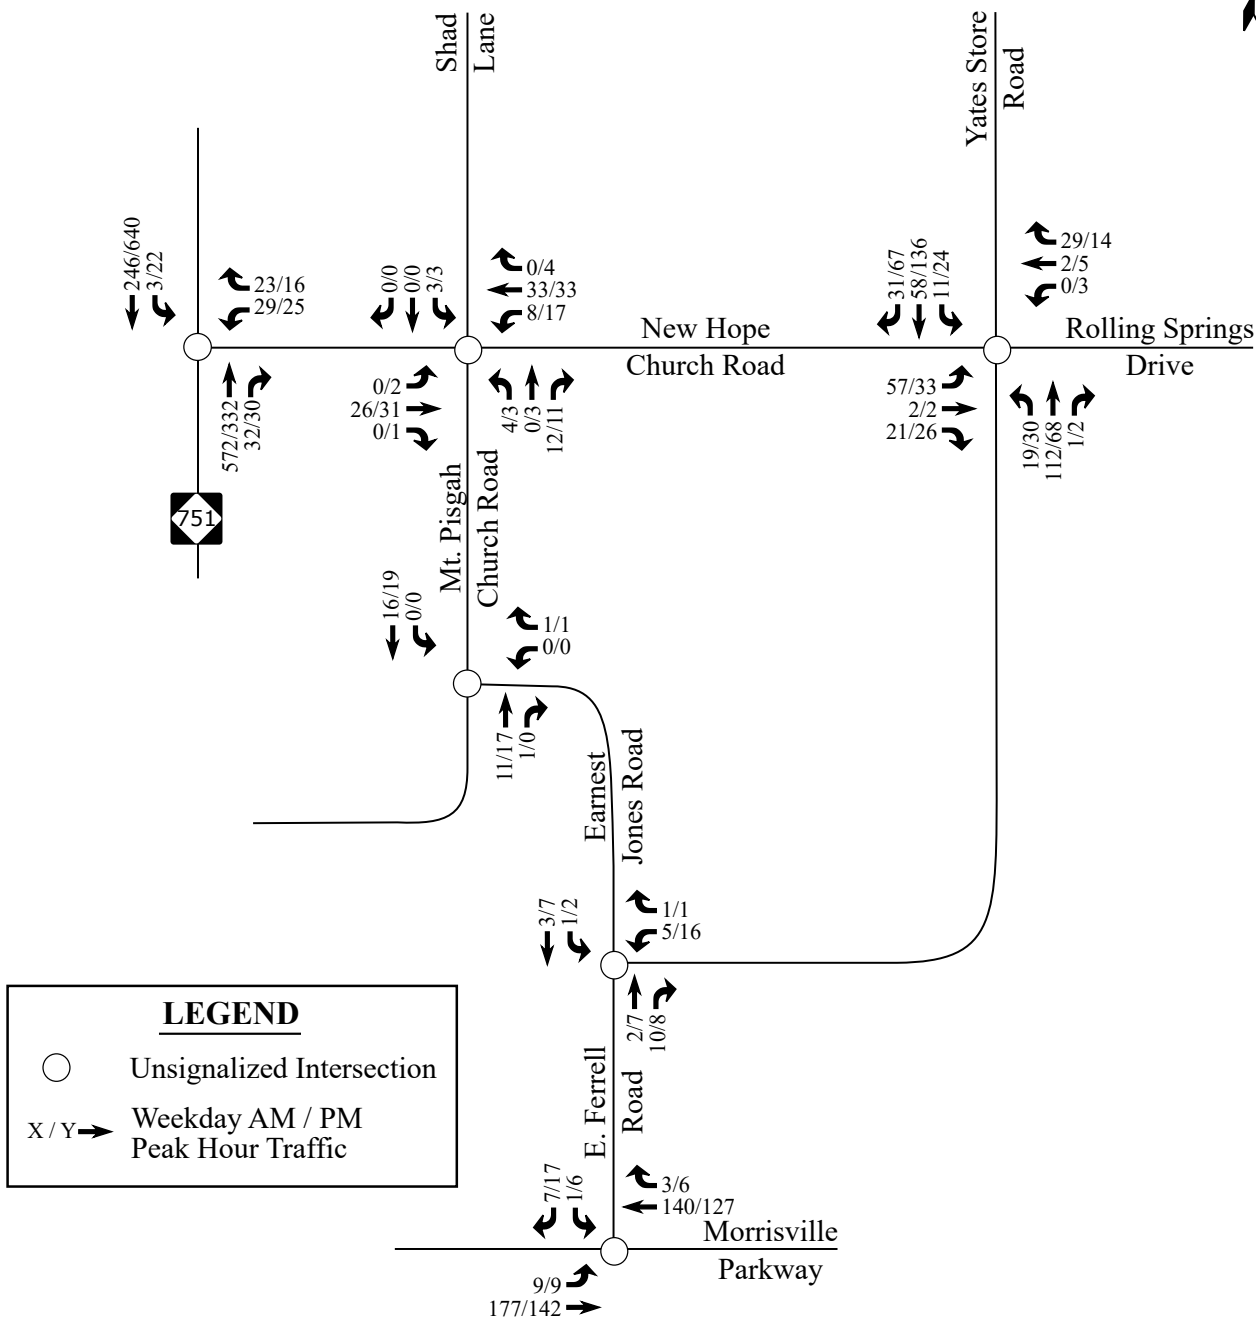 Shad
Lane
Yates Store
Road
246/640
3/22
23/16
29/25
572/332
32/30
751
0/0
0/0
3/3
0/4
33/33
8/17
0/2
26/31
0/1
4/3
0/3
12/11
New Hope
Church Road
31/67
58/136
11/24
29/14
2/5
0/3
Rolling Springs
Drive
57/33
2/2
21/26
19/30
112/68
1/2
Mt. Pisgah
Church Road
16/19
0/0
1/1
0/0
11/17
1/0
Earnest
Jones Road
3/7
1/2
1/1
5/16
2/7
10/8
E. Ferrell
Road
7/17
1/6
3/6
140/127
Morrisville
Parkway
9/9
177/142
LEGEND
Unsignalized Intersection
X / Y
Weekday AM / PM
Peak Hour Traffic